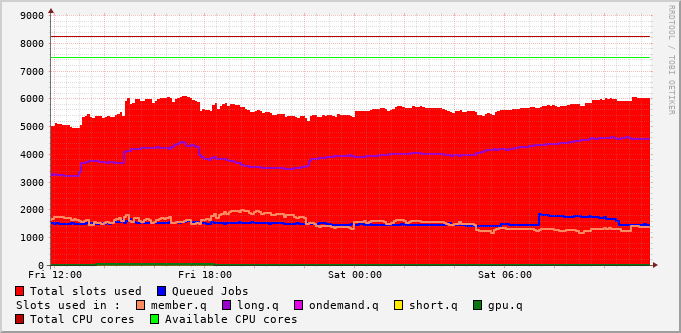 RRDTOOL / TOBI OETIKER
9000
8000
7000
6000
5000
4000
3000
2000
1000
0
Fri 12:00 Fri 18:00 Sat 00:00 Sat 06:00
Total slots used Queued Jobs
Slots used in : member.q long.q ondemand.q short.q gpu.q
Total CPU cores Available CPU cores